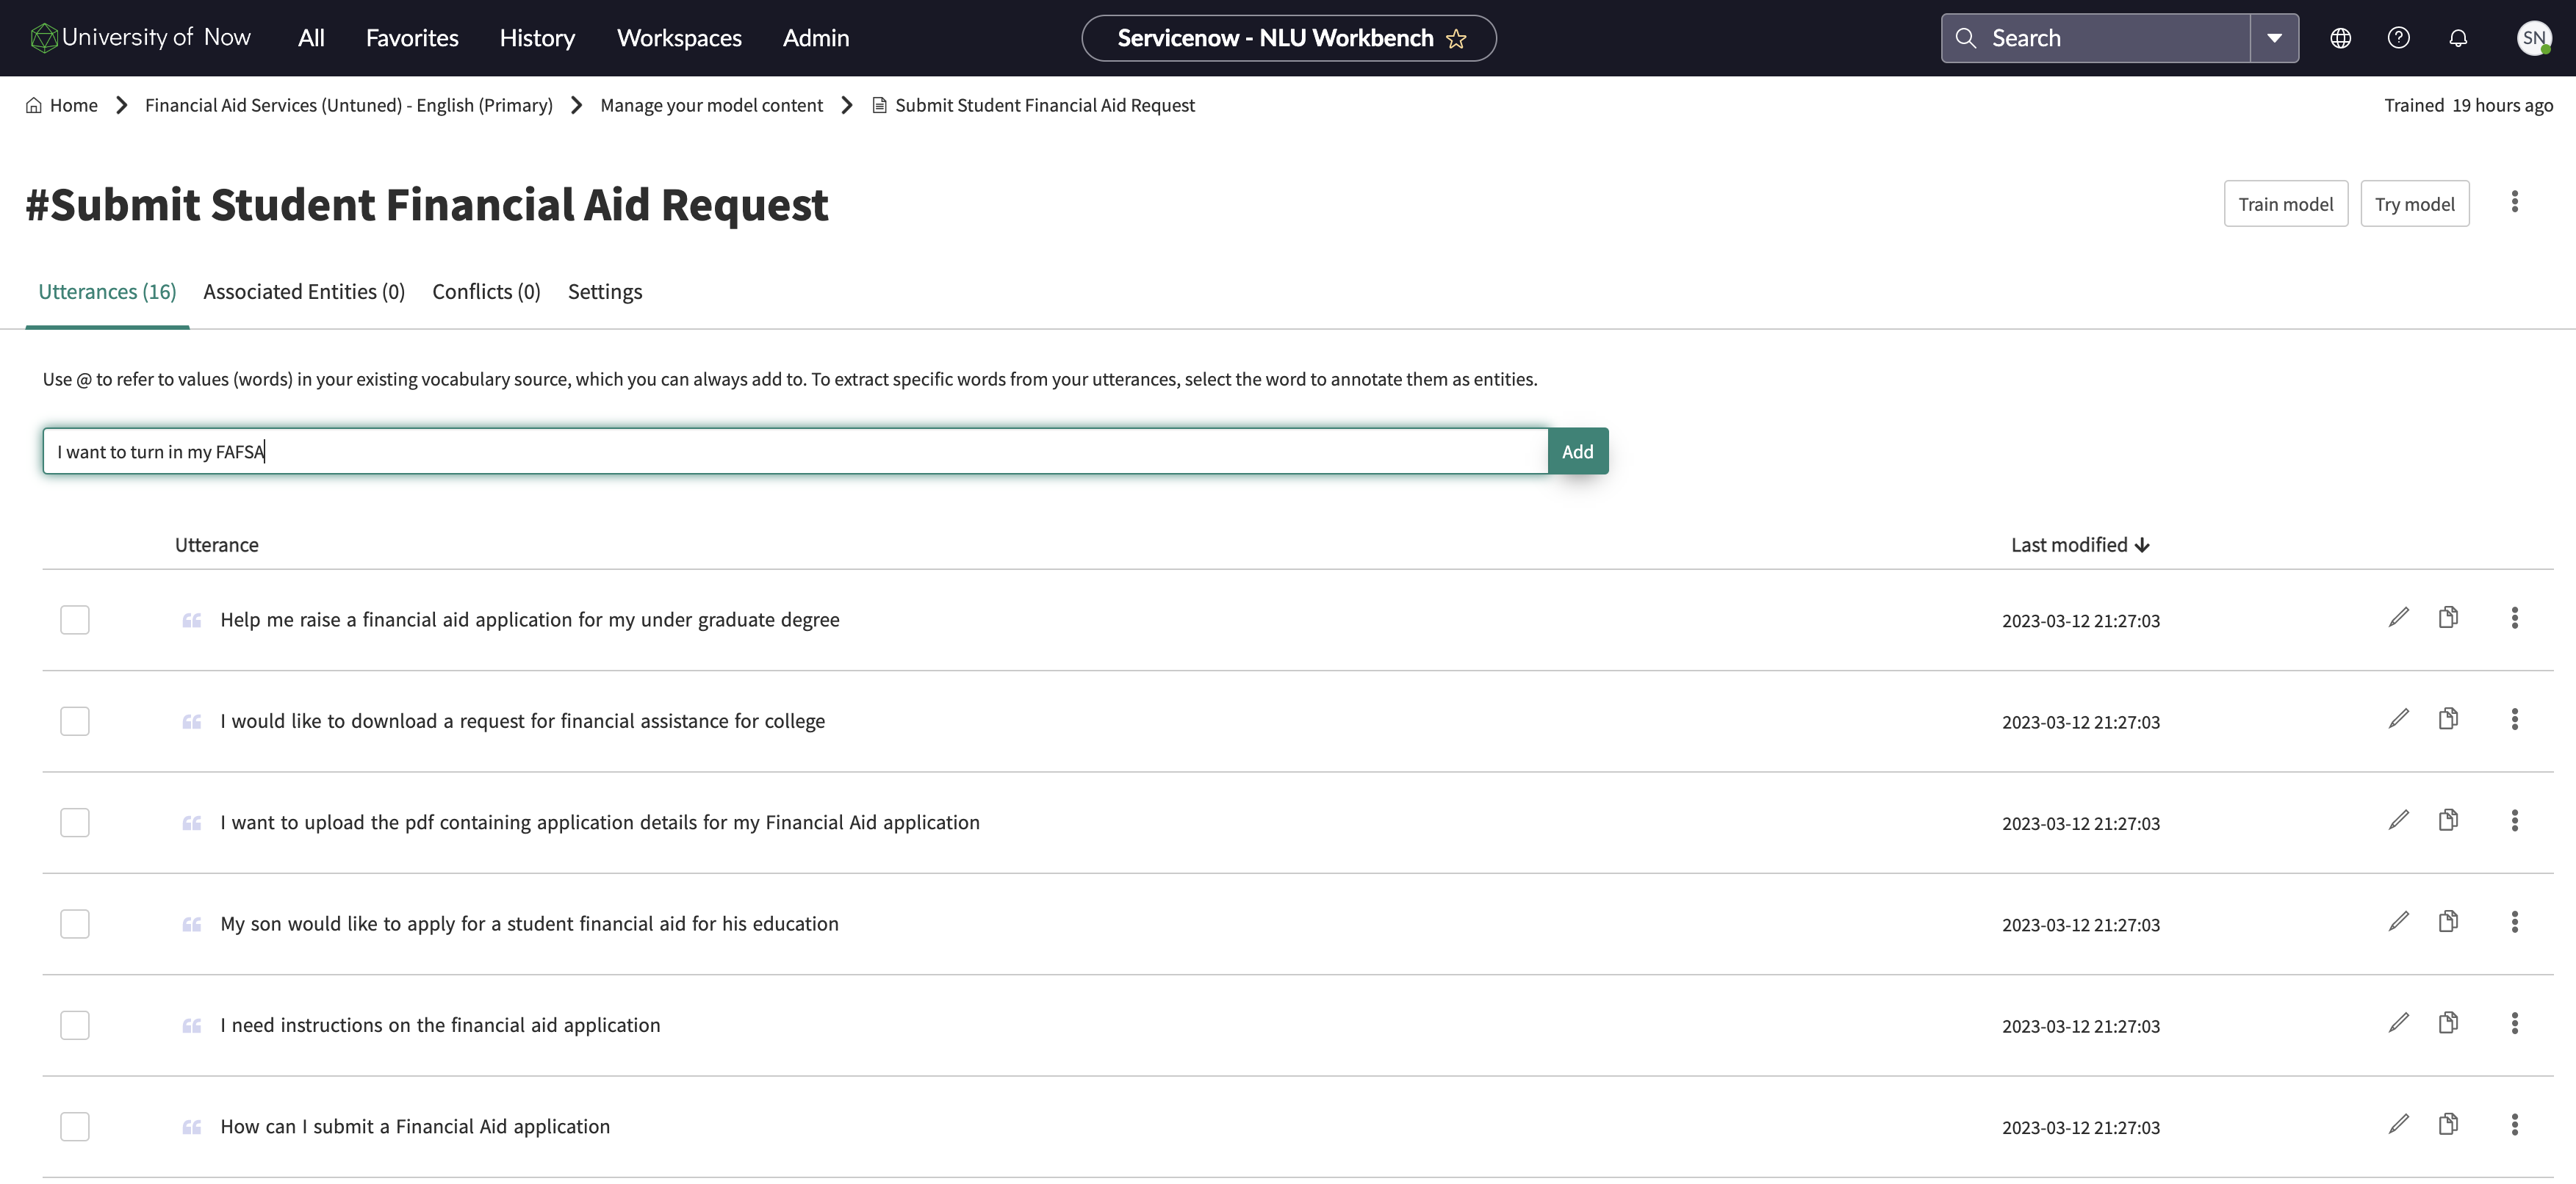 University of Now All Favorites History Workspaces Admin Servicenow - NLU Workbench Search SN
Home Financial Aid Services (Untuned) - English (Primary) Manage your model content Submit Student Financial Aid Request Trained 19 hours ago
#Submit Student Financial Aid Request Train model Try model
Utterances (16) Associated Entities (0) Conflicts (0) Settings
Use @ to refer to values (words) in your existing vocabulary source, which you can always add to. To extract specific words from your utterances, select the word to annotate them as entities.
I want to turn in my FAFSA Add
Utterance Last modified
Help me raise a financial aid application for my under graduate degree 2023-03-12 21:27:03
I would like to download a request for financial assistance for college 2023-03-12 21:27:03
I want to upload the pdf containing application details for my Financial Aid application 2023-03-12 21:27:03
My son would like to apply for a student financial aid for his education 2023-03-12 21:27:03
I need instructions on the financial aid application 2023-03-12 21:27:03
How can I submit a Financial Aid application 2023-03-12 21:27:03